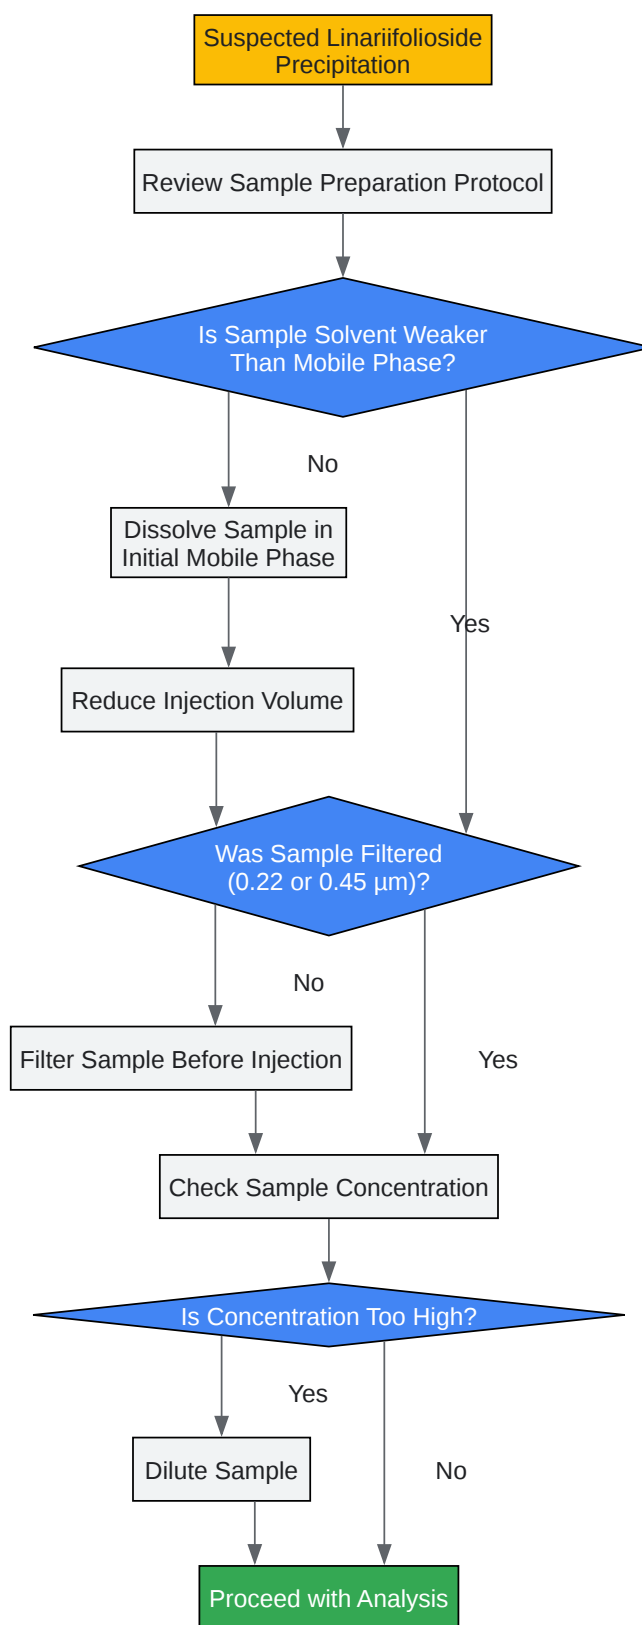 Suspected Linariifolioside
Precipitation
Review Sample Preparation Protocol
Is Sample Solvent Weaker
Than Mobile Phase?
No
Dissolve Sample in
Initial Mobile Phase
Yes
Reduce Injection Volume
Was Sample Filtered
(0.22 or 0.45 µm)?
No
Filter Sample Before Injection
Yes
Check Sample Concentration
Is Concentration Too High?
Yes
Dilute Sample
No
Proceed with Analysis